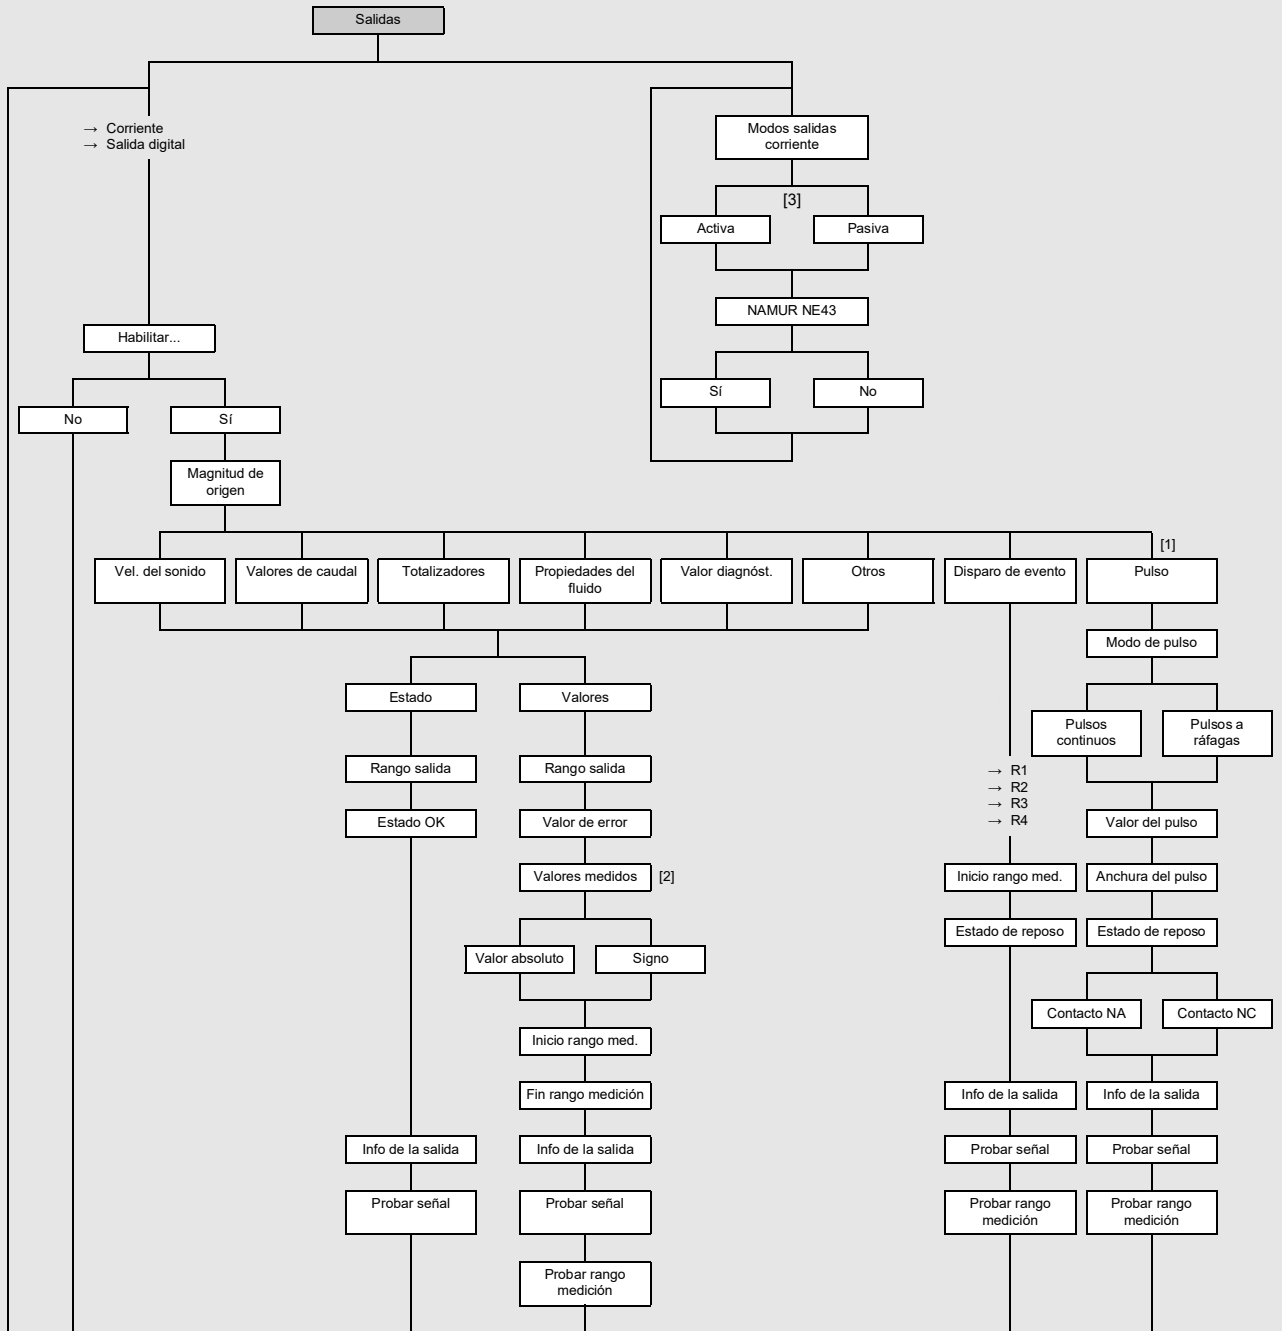 Salidas
→ Corriente
→ Salida digital
Modos salidas
corriente
[3]
Activa
Pasiva
NAMUR NE43
Habilitar...
Sí
No
No
Sí
Magnitud de
origen
[1]
Vel. del sonido
Valores de caudal
Totalizadores
Propiedades del
fluido
Valor diagnóst.
Otros
Disparo de evento
Pulso
Modo de pulso
Estado
Valores
Pulsos
continuos
Pulsos a
ráfagas
Rango salida
Rango salida
→ R1
→ R2
→ R3
→ R4
Estado OK
Valor de error
Valor del pulso
Valores medidos
[2]
Inicio rango med.
Anchura del pulso
Estado de reposo
Estado de reposo
Valor absoluto
Signo
Contacto NA
Contacto NC
Inicio rango med.
Fin rango medición
Info de la salida
Info de la salida
Info de la salida
Info de la salida
Probar señal
Probar señal
Probar señal
Probar señal
Probar rango
medición
Probar rango
medición
Probar rango
medición